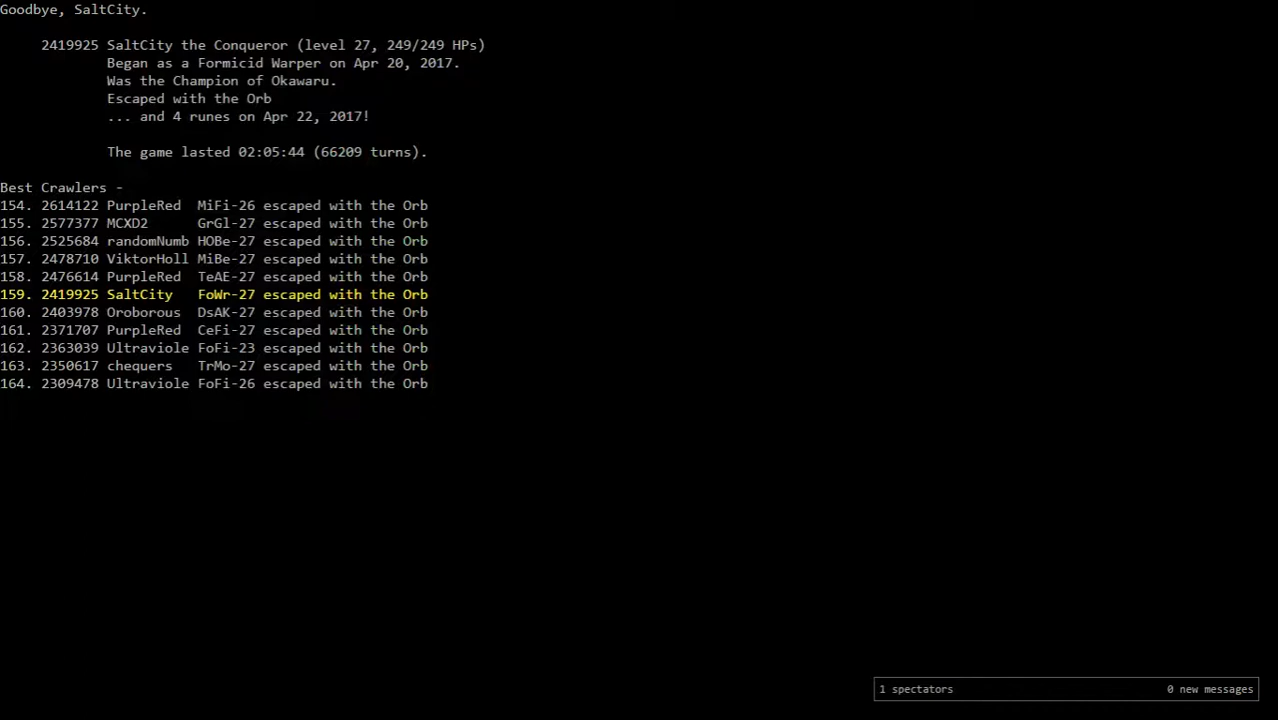 Goodbye, SaltCity.
2419925 SaltCity the Conqueror (level 27, 249/249 HPs)
Began as a Formicid Warper on Apr 20, 2017.
Was the Champion of Okawaru.
Escaped with the Orb
... and 4 runes on Apr 22, 2017!
The game lasted 02:05:44 (66209 turns).
Best Crawlers -
154. 2614122 PurpleRed MiFi-26 escaped with the Orb
155. 2577377 MCXD2 GrGl-27 escaped with the Orb
156. 2525684 randomNumb HOBe-27 escaped with the Orb
157. 2478710 ViktorHoll MiBe-27 escaped with the Orb
158. 2476614 PurpleRed TeAE-27 escaped with the Orb
159. 2419925 SaltCity FoWr-27 escaped with the Orb
160. 2403978 Oroborous DsAK-27 escaped with the Orb
161. 2371707 PurpleRed CeFi-27 escaped with the Orb
162. 2363039 Ultraviole FoFi-23 escaped with the Orb
163. 2350617 chequers TrMo-27 escaped with the Orb
164. 2309478 Ultraviole FoFi-26 escaped with the Orb
1 spectators 0 new messages